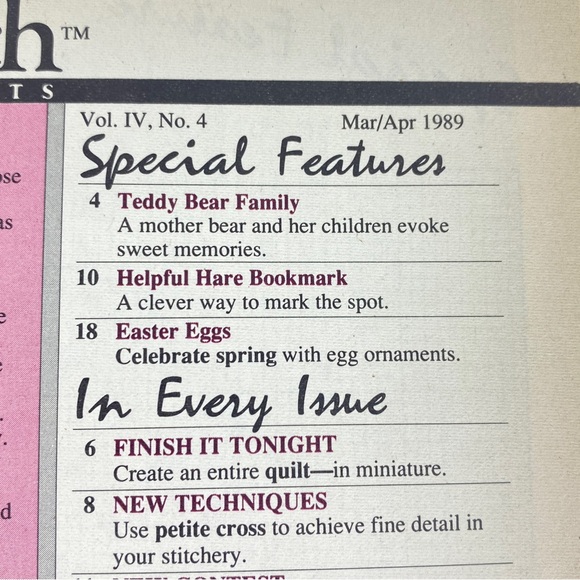 TM
T S
Vol. IV, No. 4 Mar/Apr 1989
Special Features
4 Teddy Bear Family
A mother bear and her children evoke
sweet memories.
10 Helpful Hare Bookmark
A clever way to mark the spot.
18 Easter Eggs
Celebrate spring with egg ornaments.
In Every Issue
6 FINISH IT TONIGHT
Create an entire quilt—in miniature.
8 NEW TECHNIQUES
Use petite cross to achieve fine detail in
your stitchery.